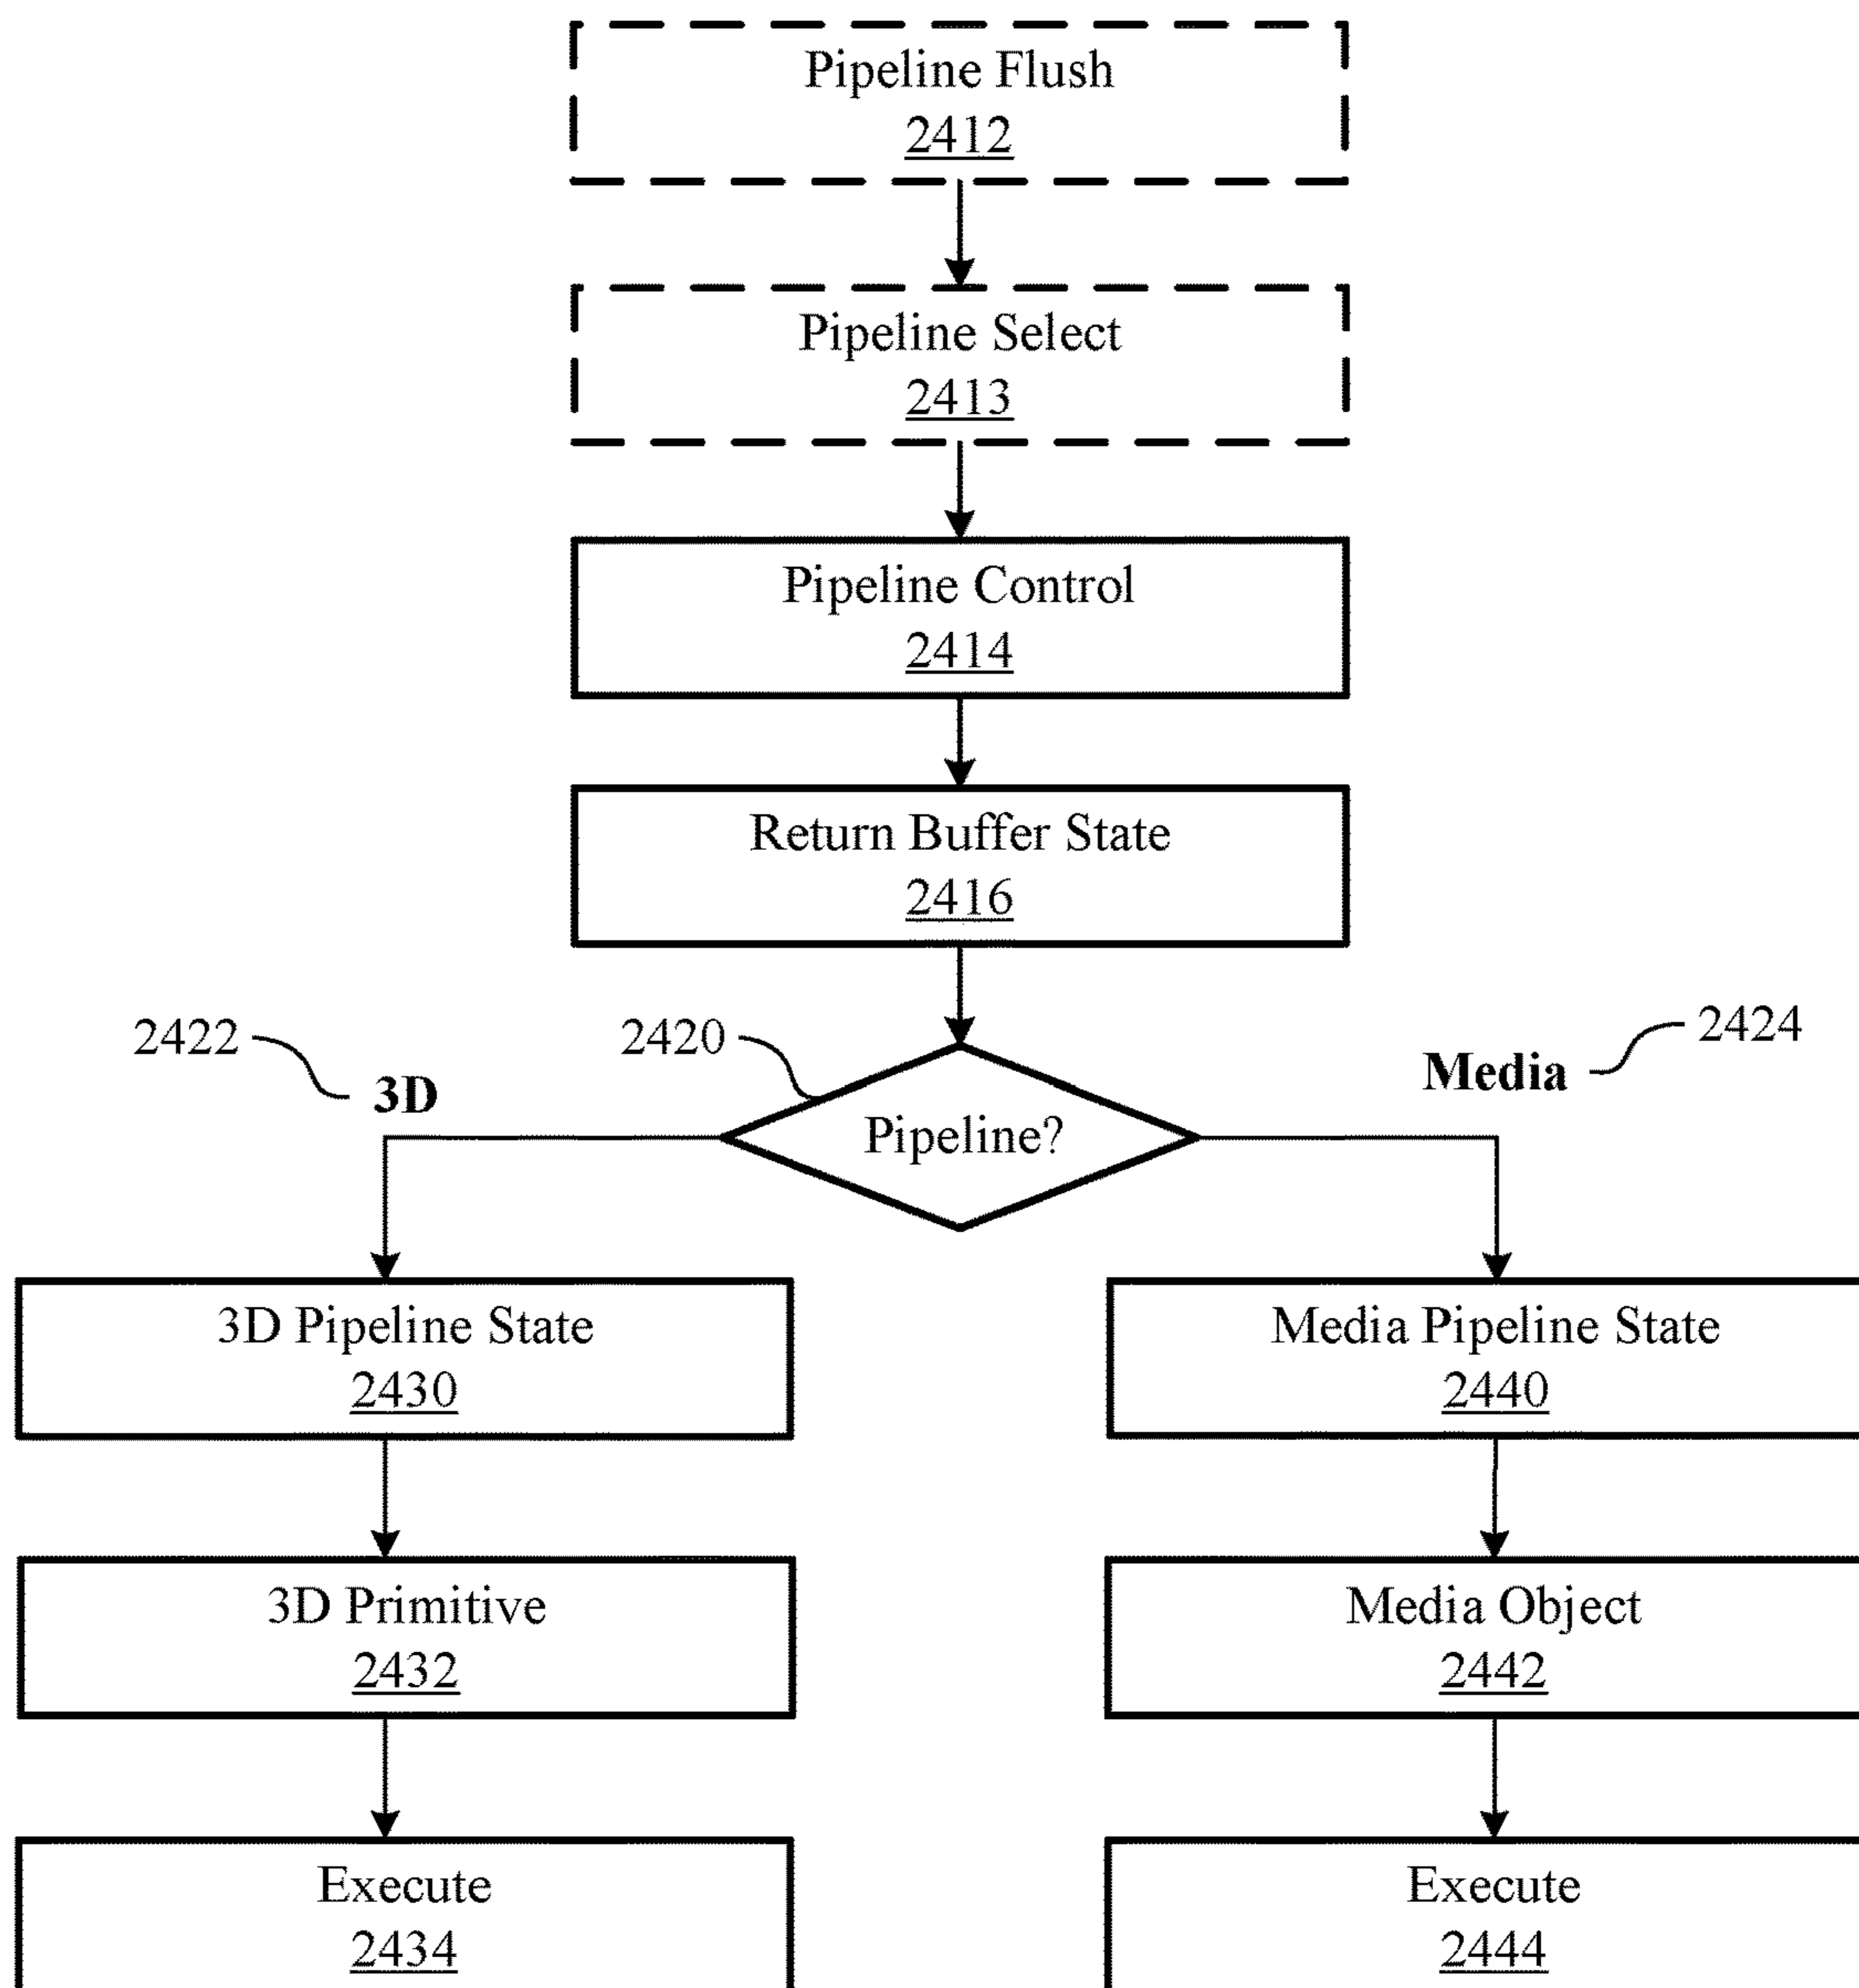 Pipeline Flush
2412
Pipeline Select
2413
Pipeline Control
2414
Return Buffer State
2416
2422
2420
2424
3D
Media
Pipeline?
3D Pipeline State
2430
Media Pipeline State
2440
3D Primitive
2432
Media Object
2442
Execute
2434
Execute
2444